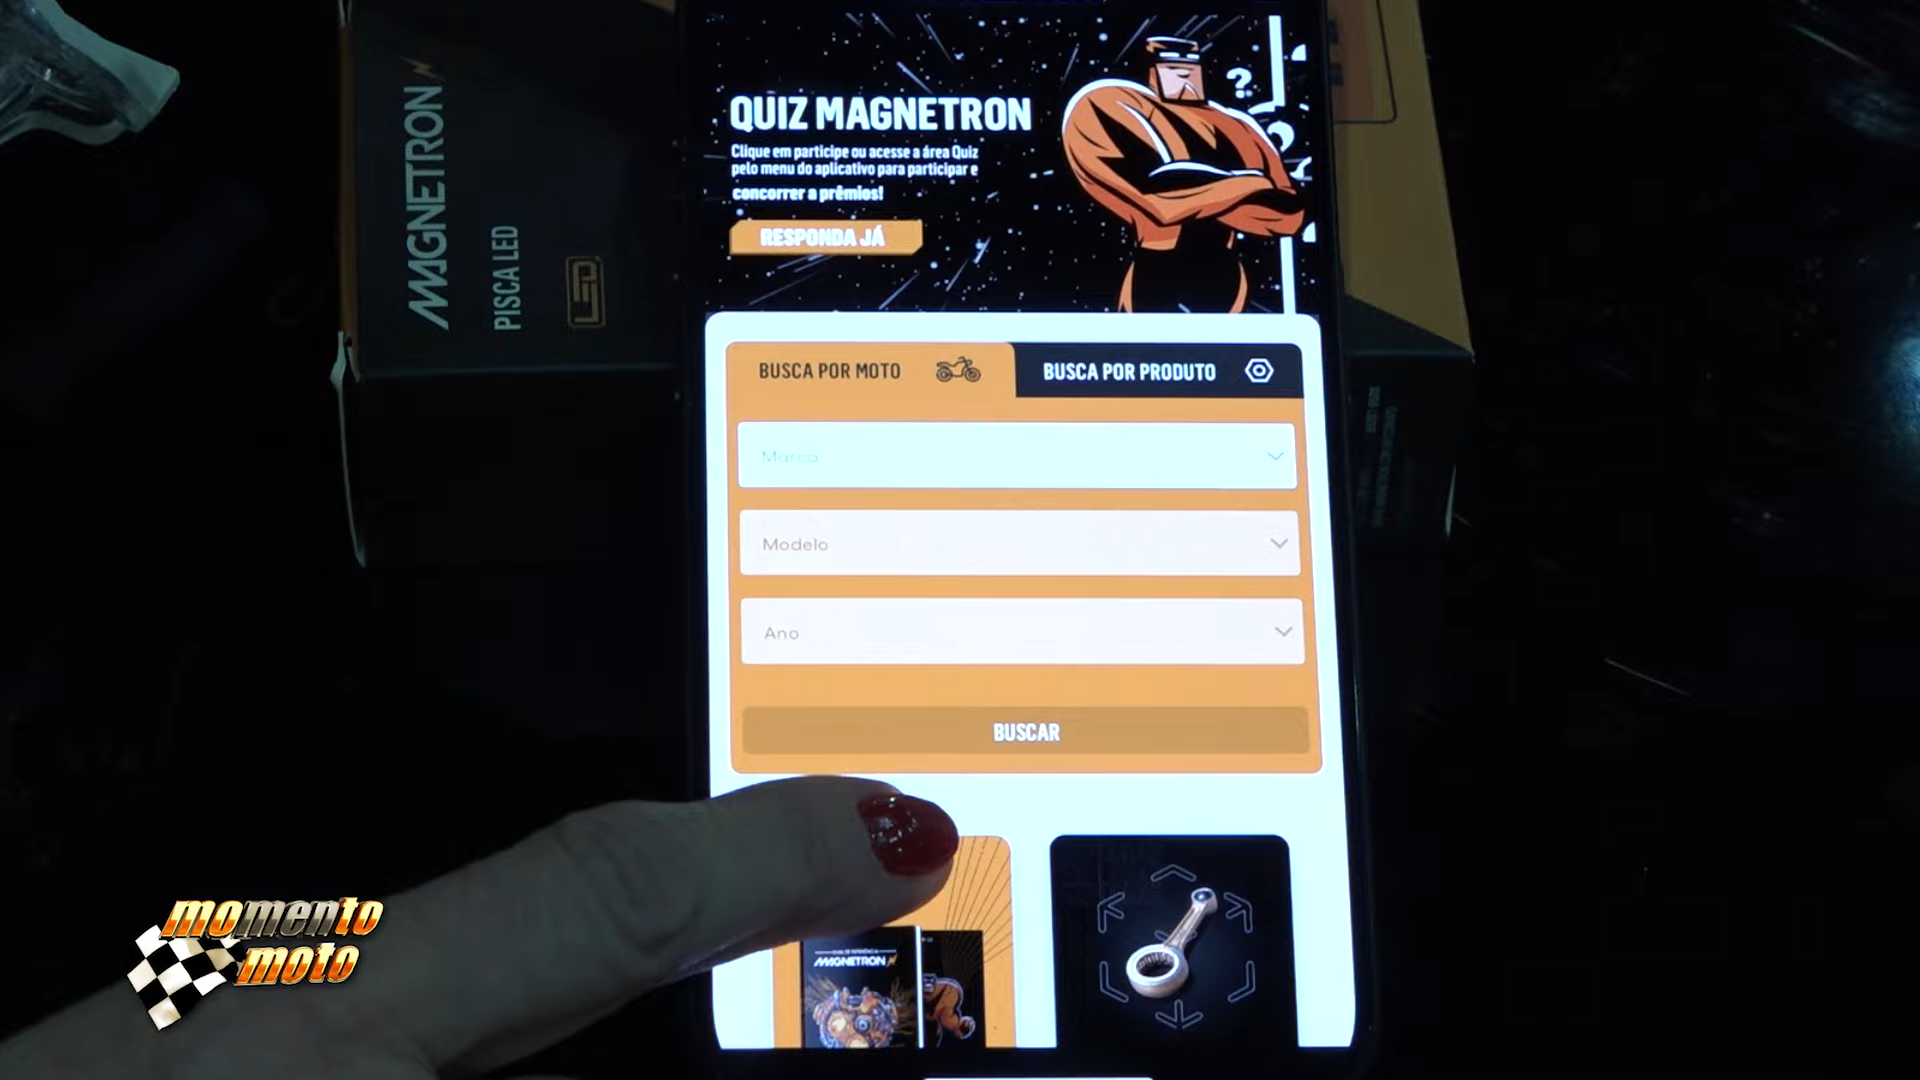 MAGNETRON
PISCA LED
LED
QUIZ MAGNETRON
Clique em participe ou acesse a área Quiz
pelo menu do aplicativo para participar e
concorrer a prêmios!
RESPONDA JÁ
BUSCA POR MOTO
BUSCA POR PRODUTO
Marca
Modelo
Ano
BUSCAR
MAGNETRON
momento
moto